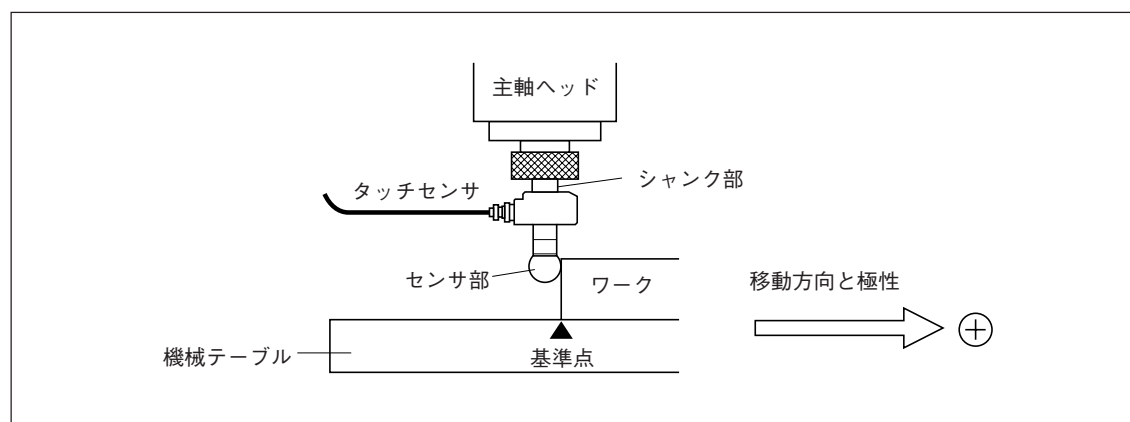 主軸ヘッド
タッチセンサ
シャンク部
センサ部
ワーク
移動方向と極性
機械テーブル
基準点